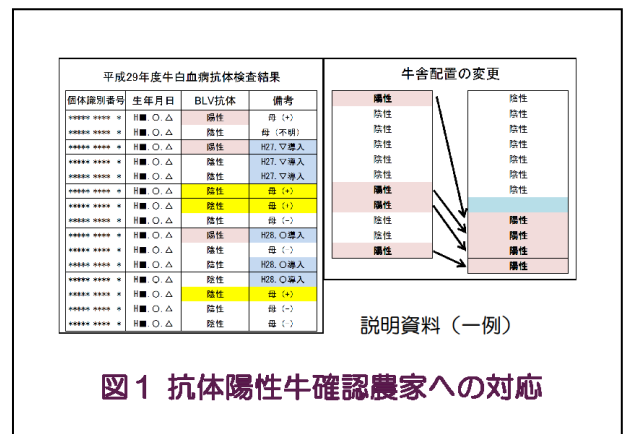 平成29年度牛白血病抗体検査結果
個体識別番号 生年月日 BLV抗体 備考
***** **** * H■.○.△ 陽性 母（+）
***** **** * H■.○.△ 陰性 母（不明）
***** **** * H■.○.△ 陽性 H27.▽導入
***** **** * H■.○.△ 陰性 H27.▽導入
***** **** * H■.○.△ 陰性 H27.▽導入
***** **** * H■.○.△ 陰性 母（+）
***** **** * H■.○.△ 陰性 母（+）
***** **** * H■.○.△ 陰性 母（-）
***** **** * H■.○.△ 陽性 H28.○導入
***** **** * H■.○.△ 陰性 母（-）
***** **** * H■.○.△ 陰性 H28.○導入
***** **** * H■.○.△ 陰性 H28.○導入
***** **** * H■.○.△ 陰性 母（+）
***** **** * H■.○.△ 陰性 母（-）
***** **** * H■.○.△ 陰性 母（-）
牛舎配置の変更
陽性 陰性
陰性 陰性
陰性 陰性
陰性 陰性
陰性 陰性
陰性 陰性
陽性 陰性
陽性
陰性 陽性
陰性 陽性
陽性 陽性
陽性
説明資料（一例）
図１ 抗体陽性牛確認農家への対応